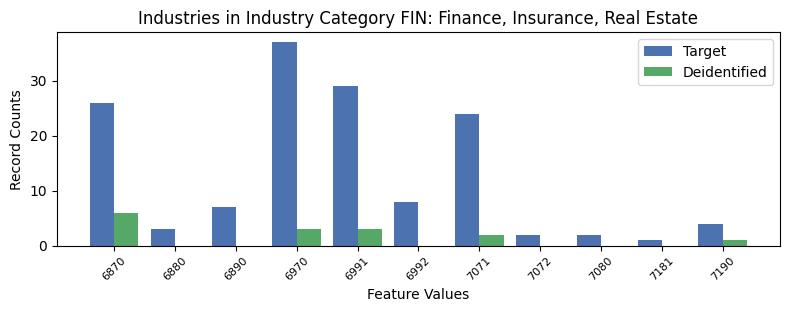 Industries in Industry Category FIN: Finance, Insurance, Real Estate
Target
Deidentified
Record Counts
30
20
10
0
6870 6880 6890 6970 6991 6992 7071 7072 7080 7181 7190
Feature Values